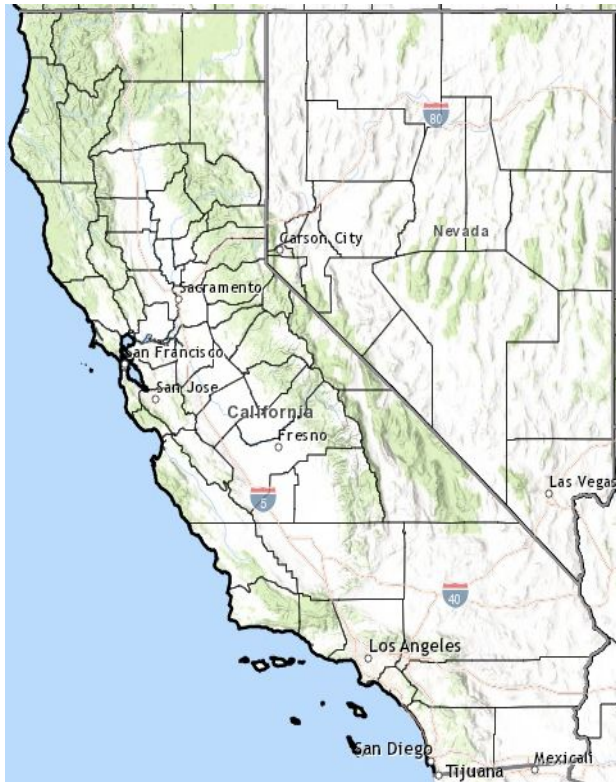 80
Nevada
Carson City
Sacramento
San Francisco
San Jose
California
Fresno
5
Las Vegas
40
Los Angeles
San Diego
Tijuana
Mexicali